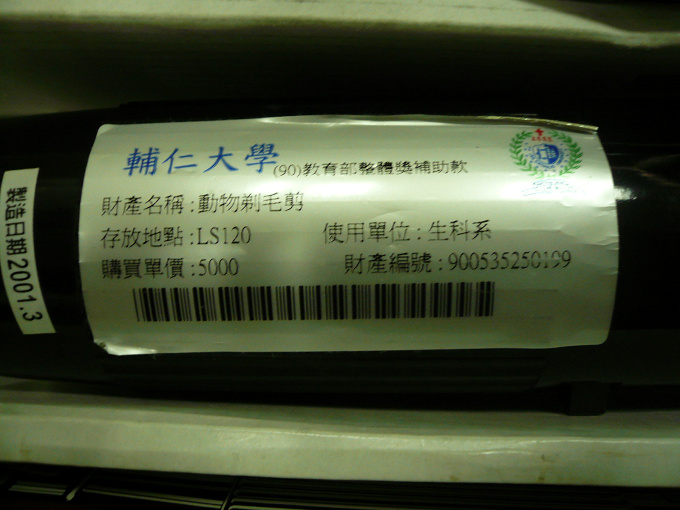 輔仁大學 (90)教育部整體獎補助款
財產名稱:動物剃毛剪
存放地點:LS120 使用單位:生科系
購買單價:5000 財產編號:900535250199
製造日期2001.3